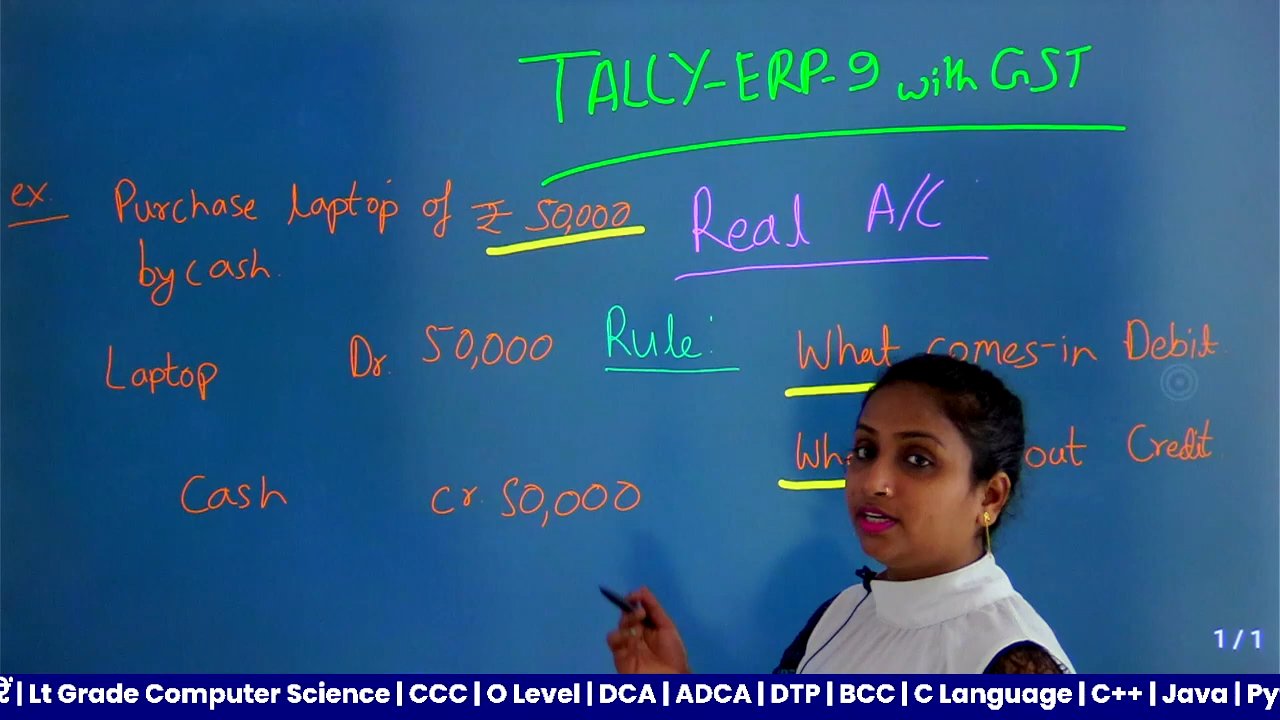 TALLY-ERP-9 with GST
ex. Purchase laptop of ₹ 50,000
by cash.
Real A/C
Laptop Dr. 50,000
Rule:
What comes-in Debit.
out Credit.
Cash Cr. 50,000
1/1
| Lt Grade Computer Science | CCC | O Level | DCA | ADCA | DTP | BCC | C Language | C++ | Java | Py